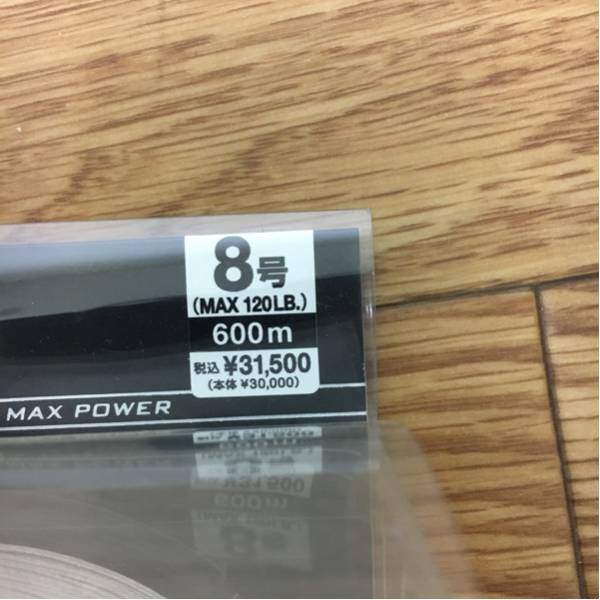 8号
(MAX 120LB.)
600m
税込 ¥31,500
(本体 ¥30,000)
MAX POWER